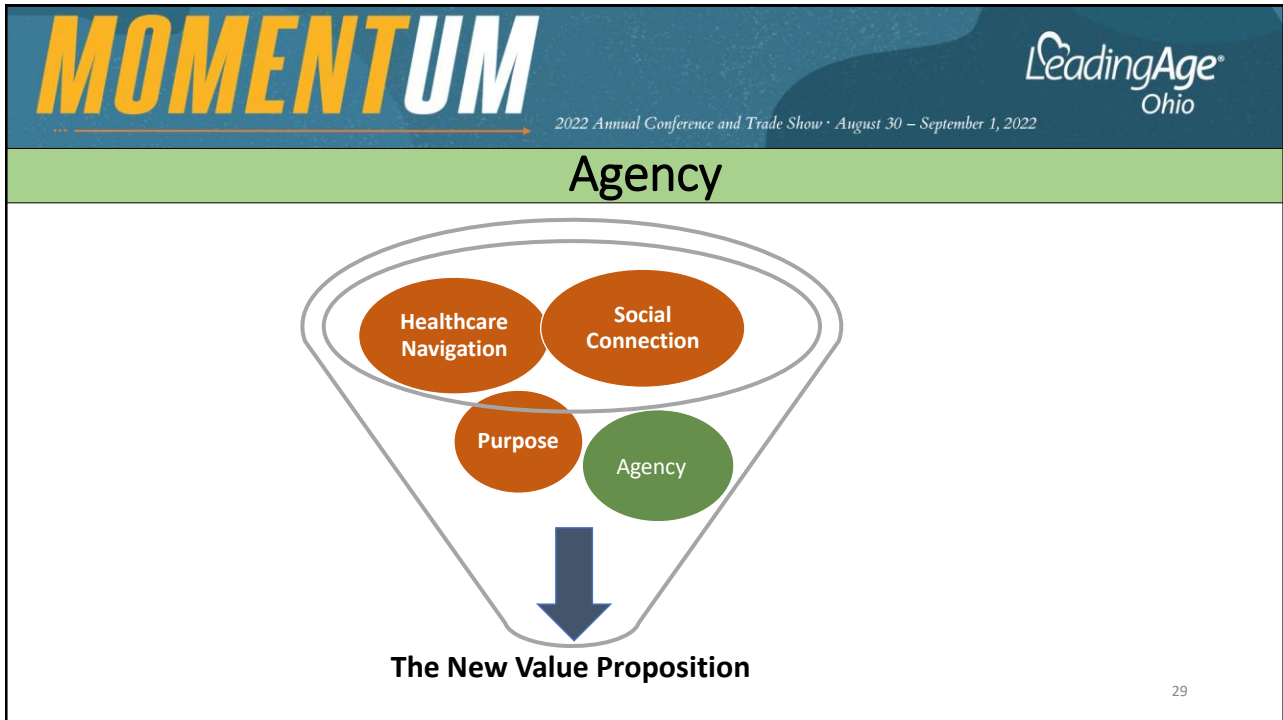 MOMENTUM
LeadingAge®
Ohio
2022 Annual Conference and Trade Show · August 30 – September 1, 2022
Agency
Healthcare
Navigation
Social
Connection
Purpose
Agency
The New Value Proposition
29